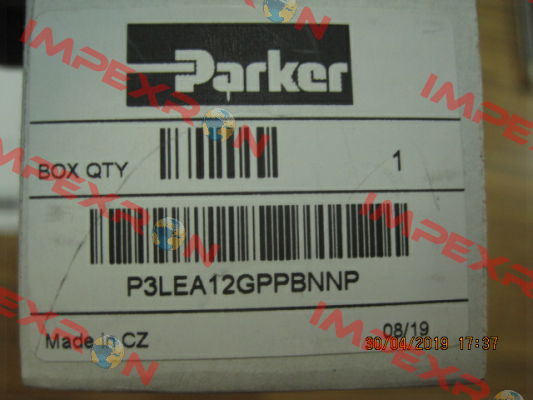 Parker
BOX QTY 1
P3LEA12GPPBNNP
Made in CZ 08/19
30/04/2019 17:37
IMPEXRON
IMPEXRON
IMPEXRON
IMPEXRON
IMPEXRON